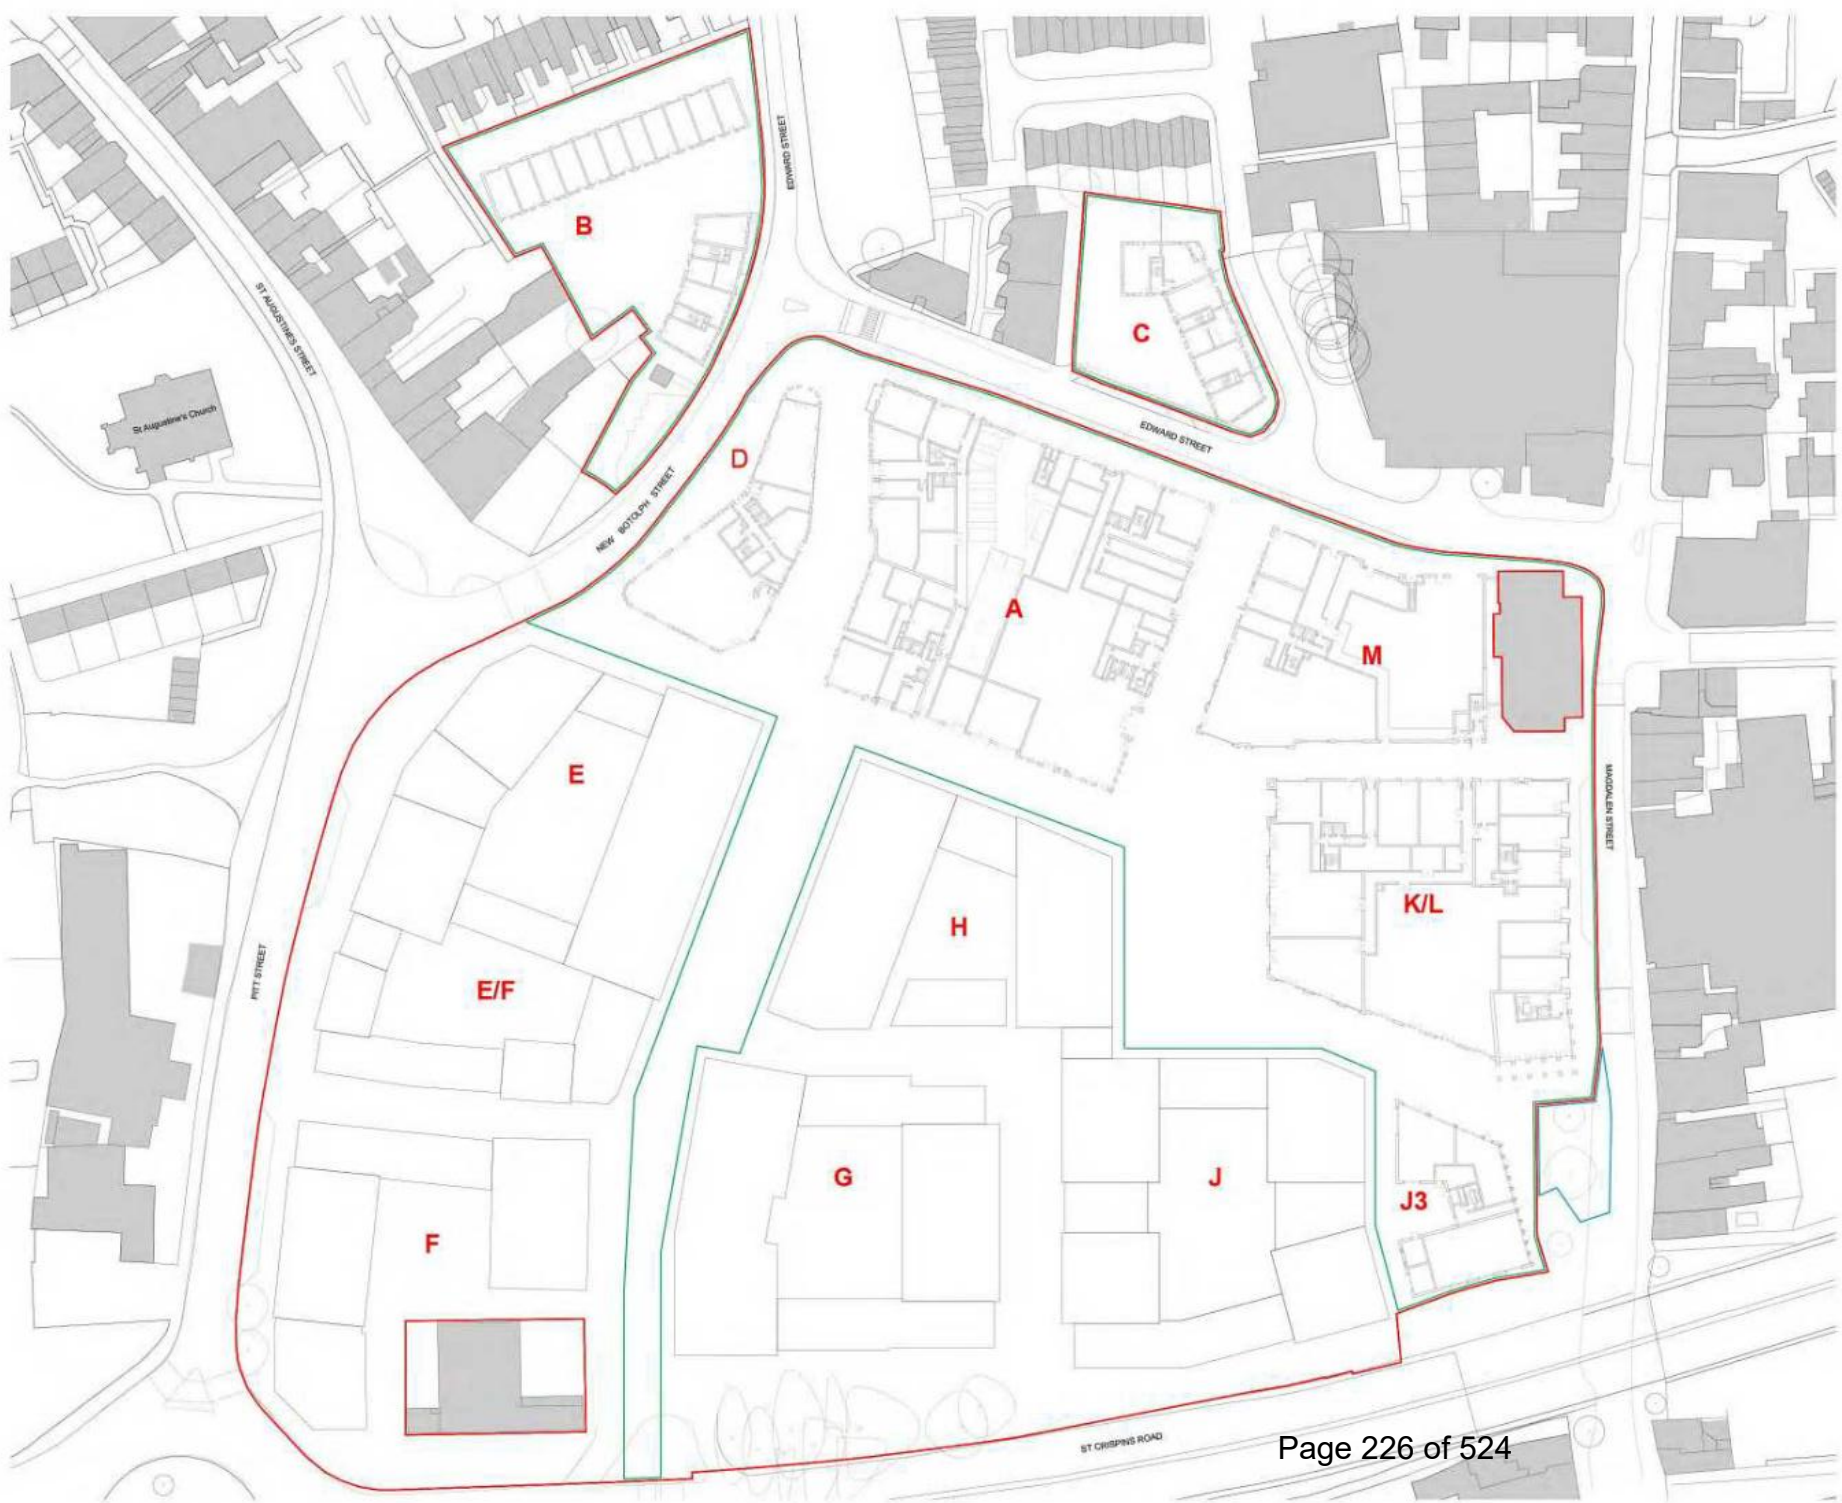 EDWARD STREET
B
ST AUGUSTINES STREET
C
St Augustine's Church
EDWARD STREET
D
NEW BOTOLPH STREET
A
M
E
MAGDALEN STREET
K/L
H
PITT STREET
E/F
G
J
J3
F
ST CRISPINS ROAD
Page 226 of 524